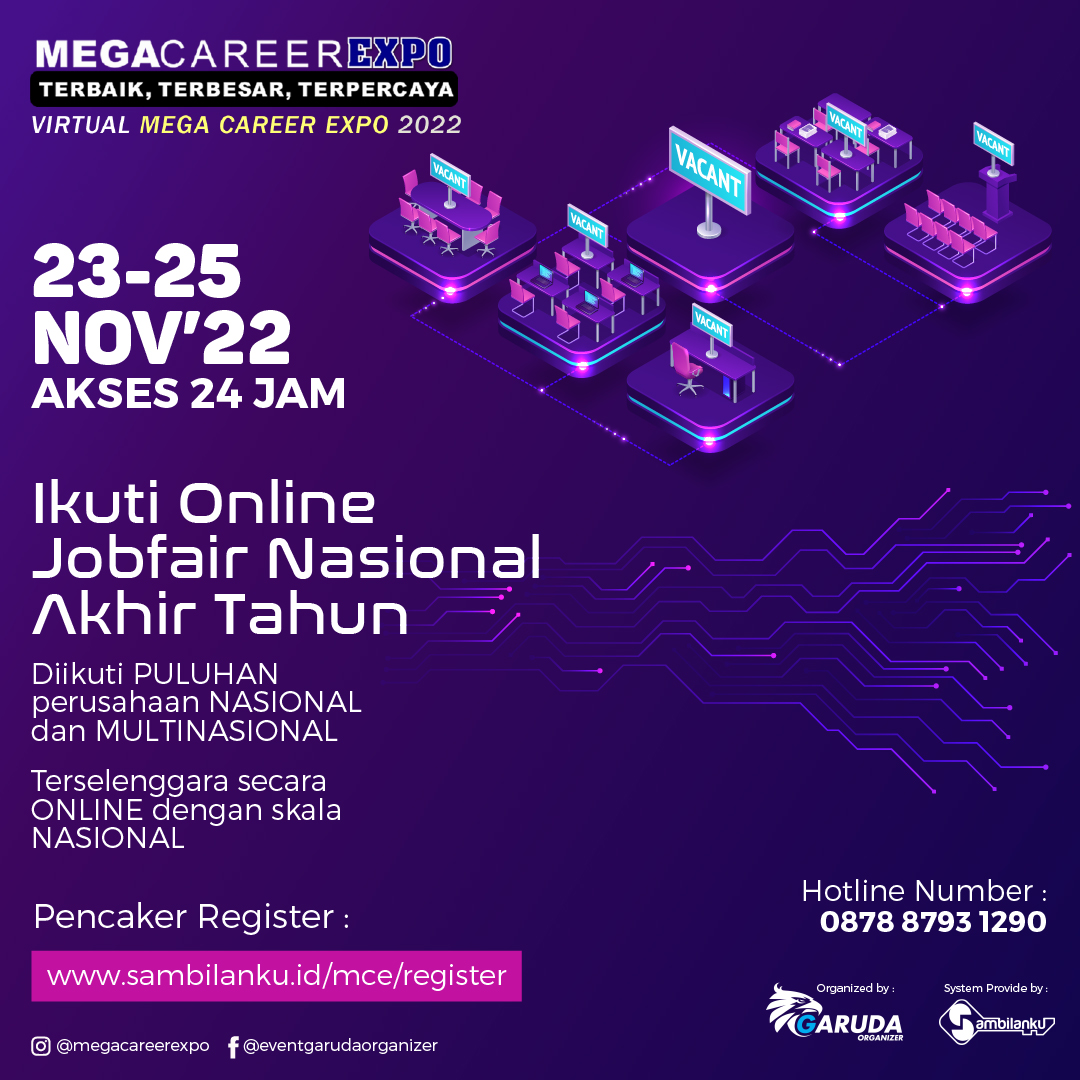 MEGACAREEREXPO
TERBAIK, TERBESAR, TERPERCAYA
VIRTUAL MEGA CAREER EXPO 2022
VACANT
VACANT
VACANT
VACANT
VACANT
VACANT
23-25
NOV'22
AKSES 24 JAM
Ikuti Online
Jobfair Nasional
Akhir Tahun
Diikuti PULUHAN
perusahaan NASIONAL
dan MULTINASIONAL
Terselenggara secara
ONLINE dengan skala
NASIONAL
Pencaker Register :
www.sambilanku.id/mce/register
@megacareerexpo @eventgarudaorganizer
Hotline Number :
0878 8793 1290
Organized by :
GARUDA
ORGANIZER
System Provide by :
Sambilanku